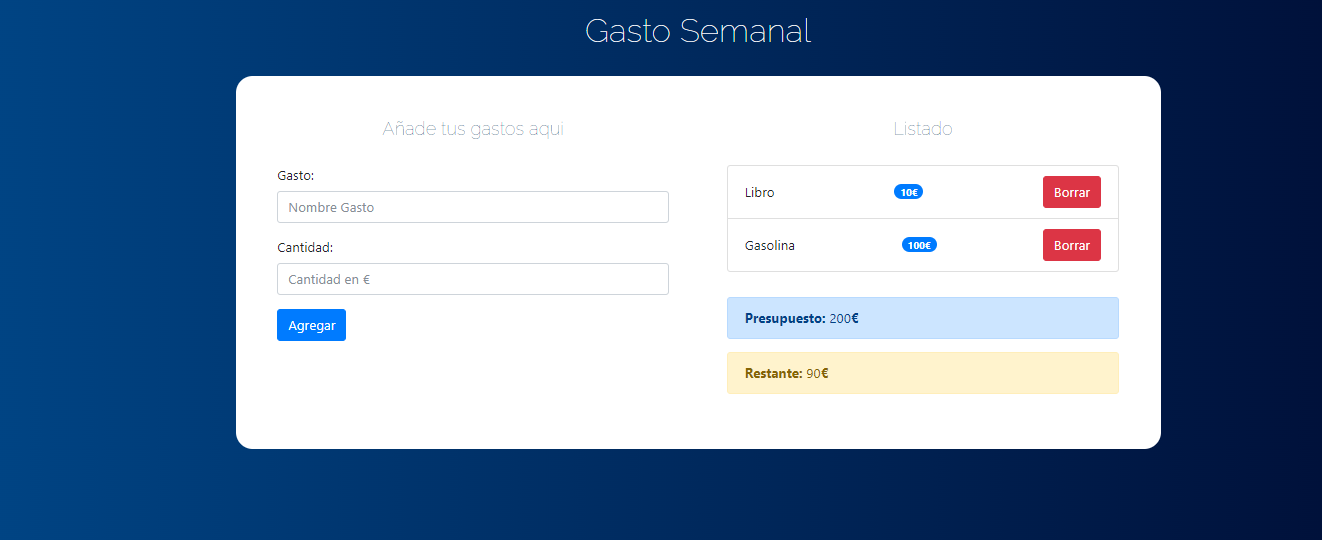 Gasto Semanal
Añade tus gastos aqui
Gasto:
Nombre Gasto
Cantidad:
Cantidad en €
Agregar
Listado
Libro 10€ Borrar
Gasolina 100€ Borrar
Presupuesto: 200€
Restante: 90€